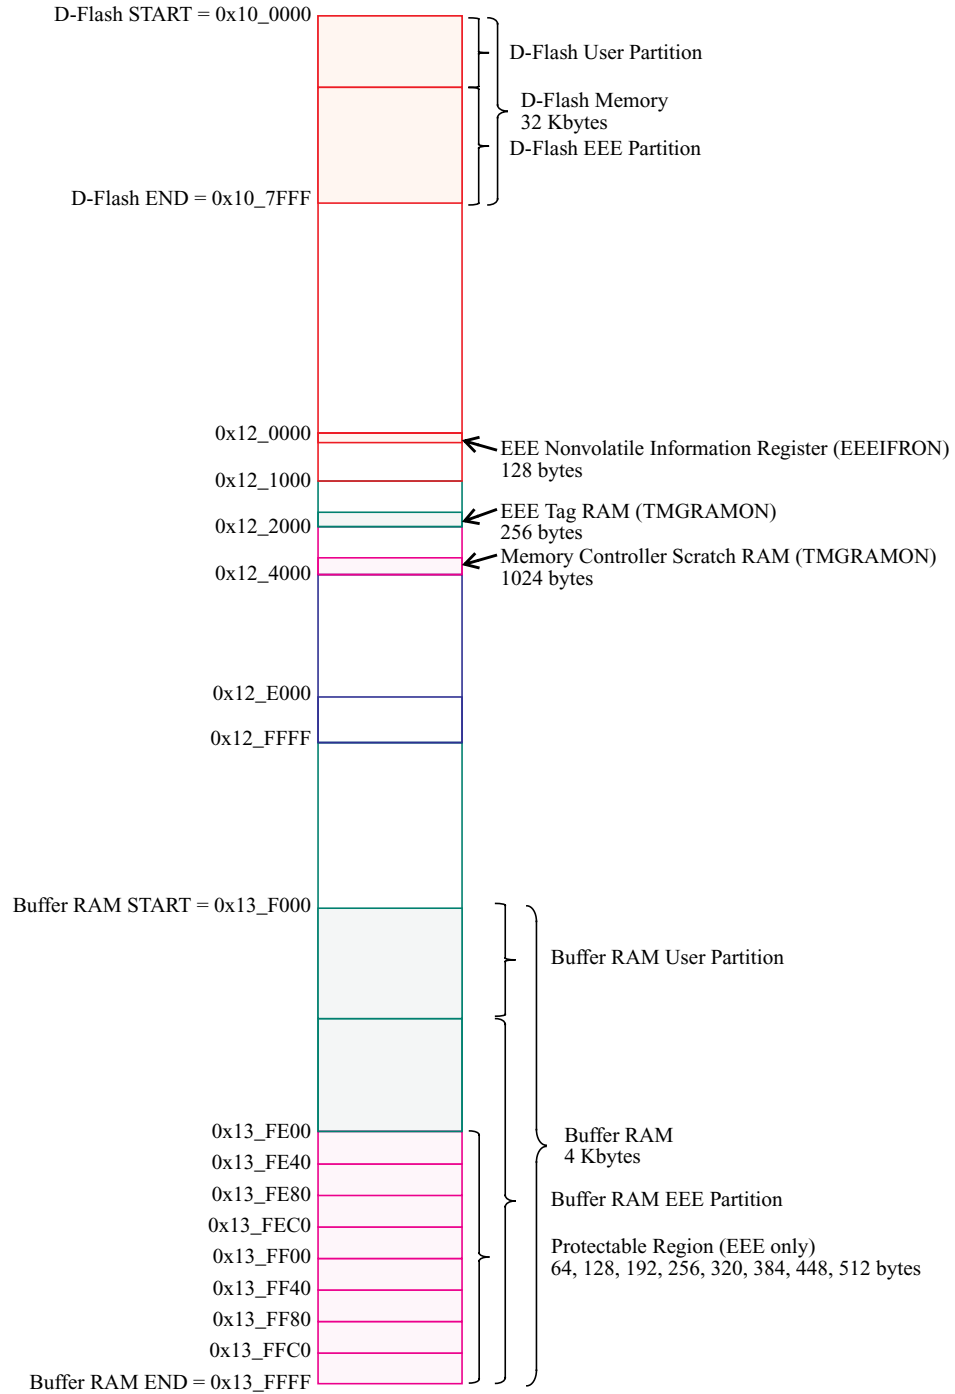 D-Flash START = 0x10_0000
D-Flash User Partition
D-Flash Memory
32 Kbytes
D-Flash EEE Partition
D-Flash END = 0x10_7FFF
0x12_0000
EEE Nonvolatile Information Register (EEEIFRON)
128 bytes
0x12_1000
EEE Tag RAM (TMGRAMON)
256 bytes
0x12_2000
Memory Controller Scratch RAM (TMGRAMON)
1024 bytes
0x12_4000
0x12_E000
0x12_FFFF
Buffer RAM START = 0x13_F000
Buffer RAM User Partition
0x13_FE00
Buffer RAM
4 Kbytes
0x13_FE40
0x13_FE80
Buffer RAM EEE Partition
0x13_FEC0
Protectable Region (EEE only)
64, 128, 192, 256, 320, 384, 448, 512 bytes
0x13_FF00
0x13_FF40
0x13_FF80
0x13_FFC0
Buffer RAM END = 0x13_FFFF